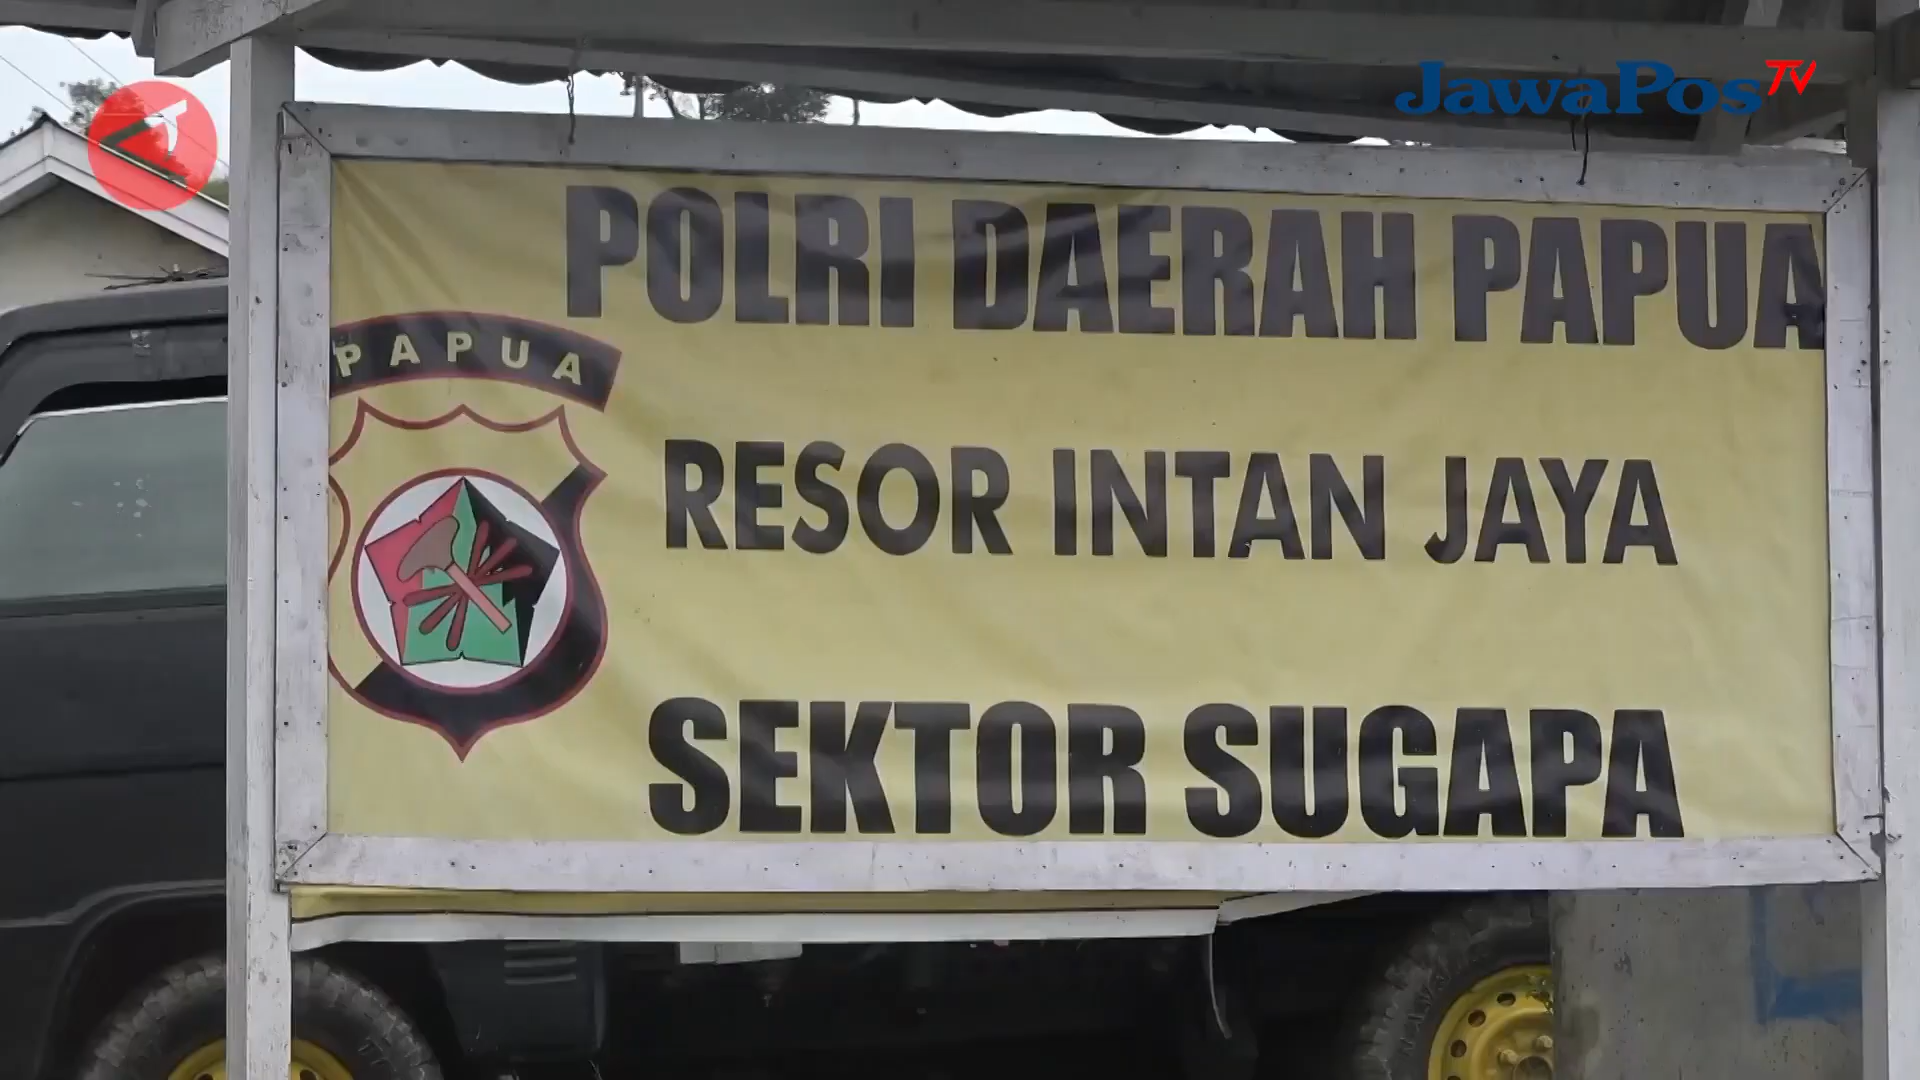 JawaPos TV
POLRI DAERAH PAPUA
PAPUA
RESOR INTAN JAYA
SEKTOR SUGAPA